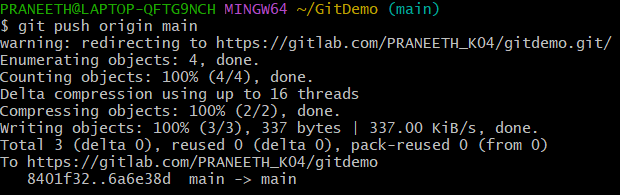 PRANEETH@LAPTOP-QFTG9NCH MINGW64 ~/GitDemo (main)
$ git push origin main
warning: redirecting to https://gitlab.com/PRANEETH_K04/gitdemo.git/
Enumerating objects: 4, done.
Counting objects: 100% (4/4), done.
Delta compression using up to 16 threads
Compressing objects: 100% (2/2), done.
Writing objects: 100% (3/3), 337 bytes | 337.00 KiB/s, done.
Total 3 (delta 0), reused 0 (delta 0), pack-reused 0 (from 0)
To https://gitlab.com/PRANEETH_K04/gitdemo
   8401f32..6a6e38d  main -> main